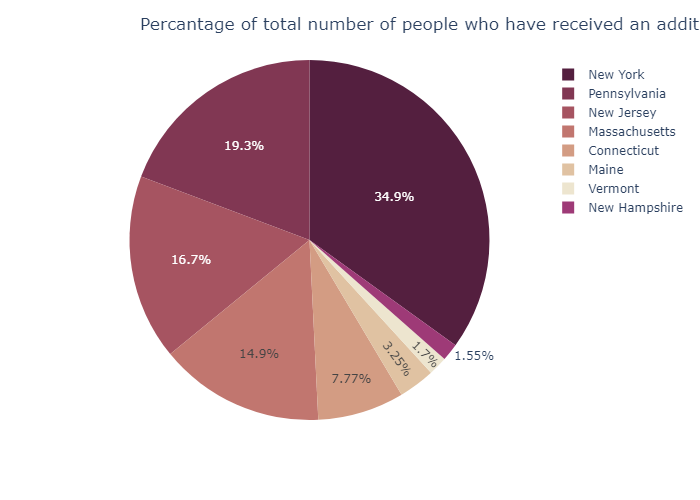 Percantage of total number of people who have received an addit
New York
Pennsylvania
New Jersey
Massachusetts
Connecticut
Maine
Vermont
New Hampshire
19.3%
34.9%
16.7%
14.9%
7.77%
3.25%
1.7%
1.55%